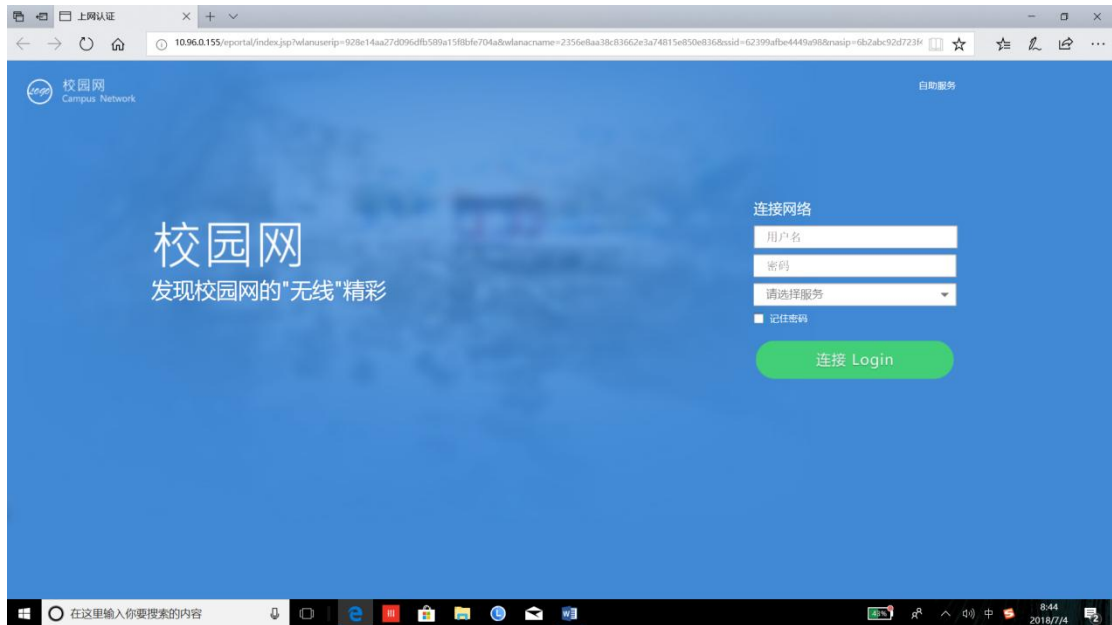 上网认证
10.96.0.155/eportal/index.jsp?wlanuserip=928e14aa27d096dfb589a15f8bfe704a&wlanacname=2356e8aa38c83662e3a74815e850e836&ssid=62399afbe4449a98&nasip=6b2abc92d723f
logo
校园网
Campus Network
自助服务
校园网
发现校园网的"无线"精彩
连接网络
用户名
密码
请选择服务
记住密码
连接 Login
在这里输入你要搜索的内容
中
8:44
2018/7/4